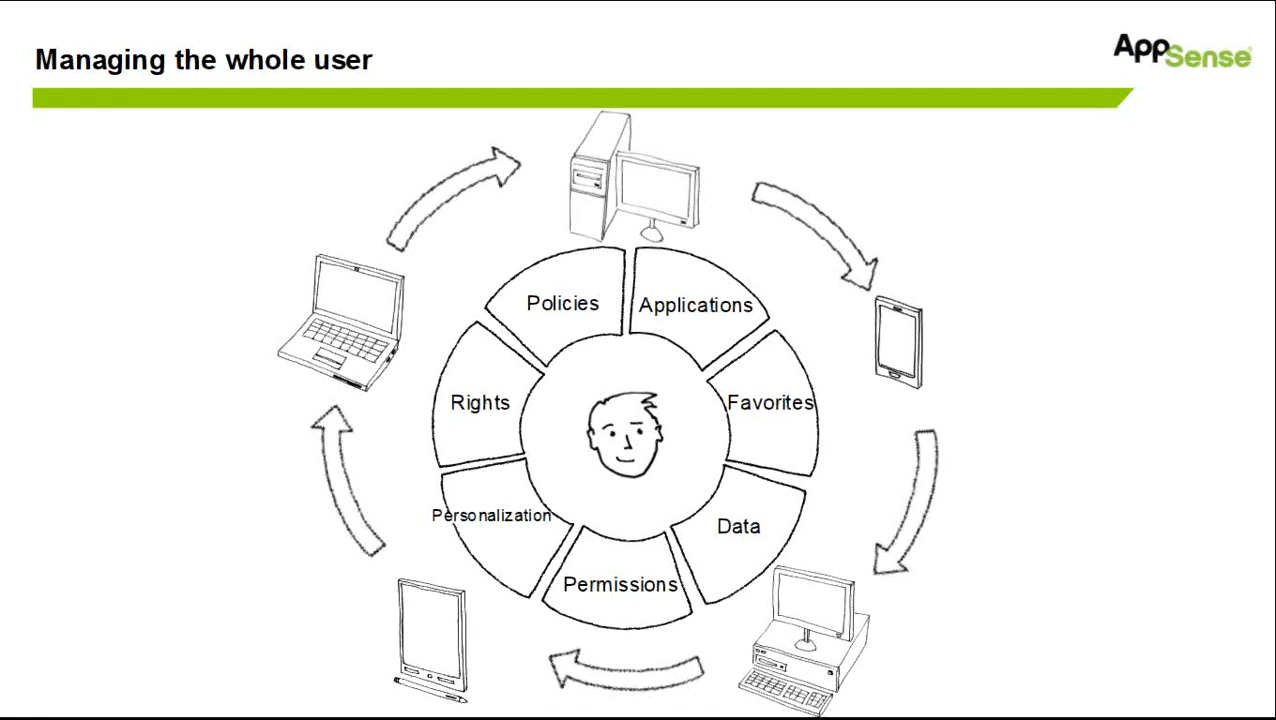 Managing the whole user
AppSense
Policies
Applications
Rights
Favorites
Personalization
Data
Permissions